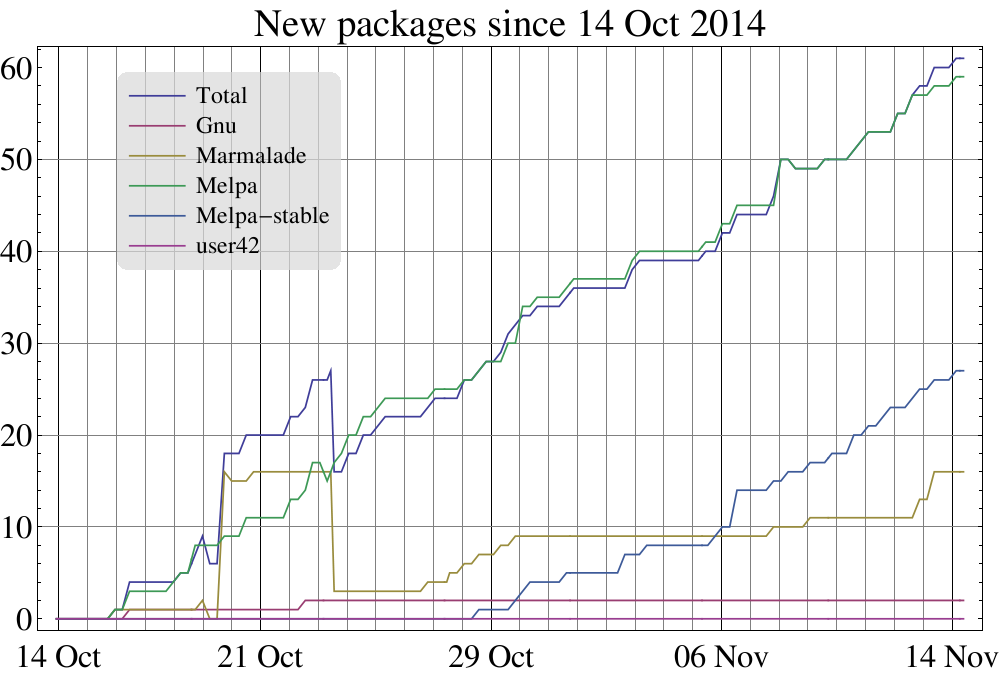 New packages since 14 Oct 2014
60
50
40
30
20
10
0
Total
Gnu
Marmalade
Melpa
Melpa-stable
user42
14 Oct 21 Oct 29 Oct 06 Nov 14 Nov